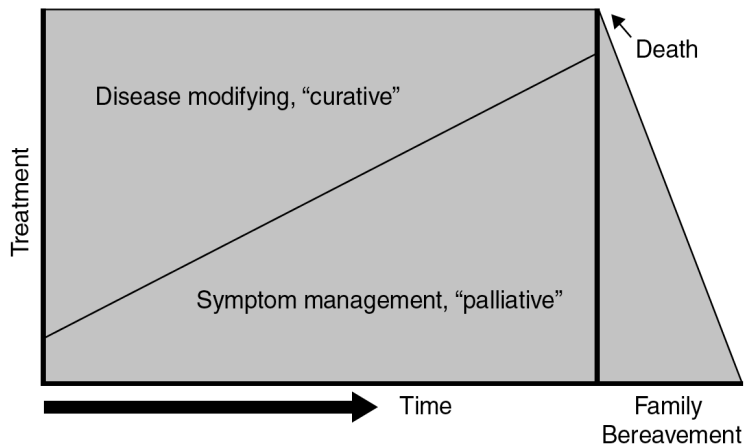 Death
Disease modifying, “curative”
Treatment
Symptom management, “palliative”
Time
Family
Bereavement